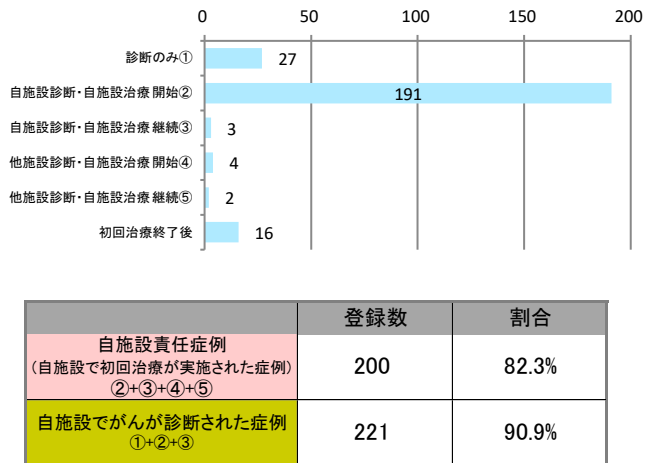 0 50 100 150 200
診断のみ① 27
自施設診断・自施設治療 開始② 191
自施設診断・自施設治療 継続③ 3
他施設診断・自施設治療 開始④ 4
他施設診断・自施設治療 継続⑤ 2
初回治療終了後 16
登録数 割合
自施設責任症例
(自施設で初回治療が実施された症例)
②+③+④+⑤
200 82.3%
自施設でがんが診断された症例
①+②+③
221 90.9%